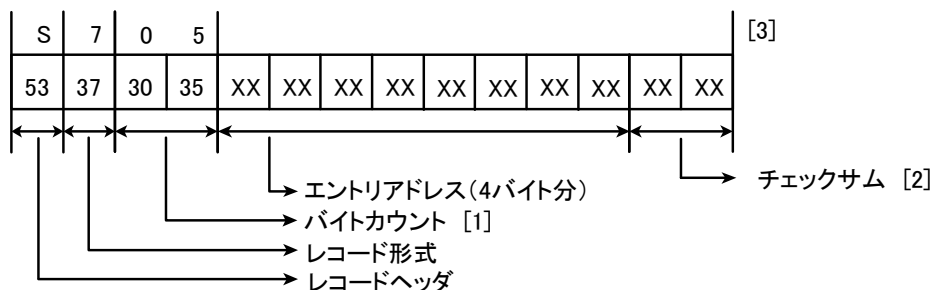 S 7 0 5 [3]
53 37 30 35 XX XX XX XX XX XX XX XX XX XX
エントリアドレス(4バイト分)
チェックサム [2]
バイトカウント [1]
レコード形式
レコードヘッダ